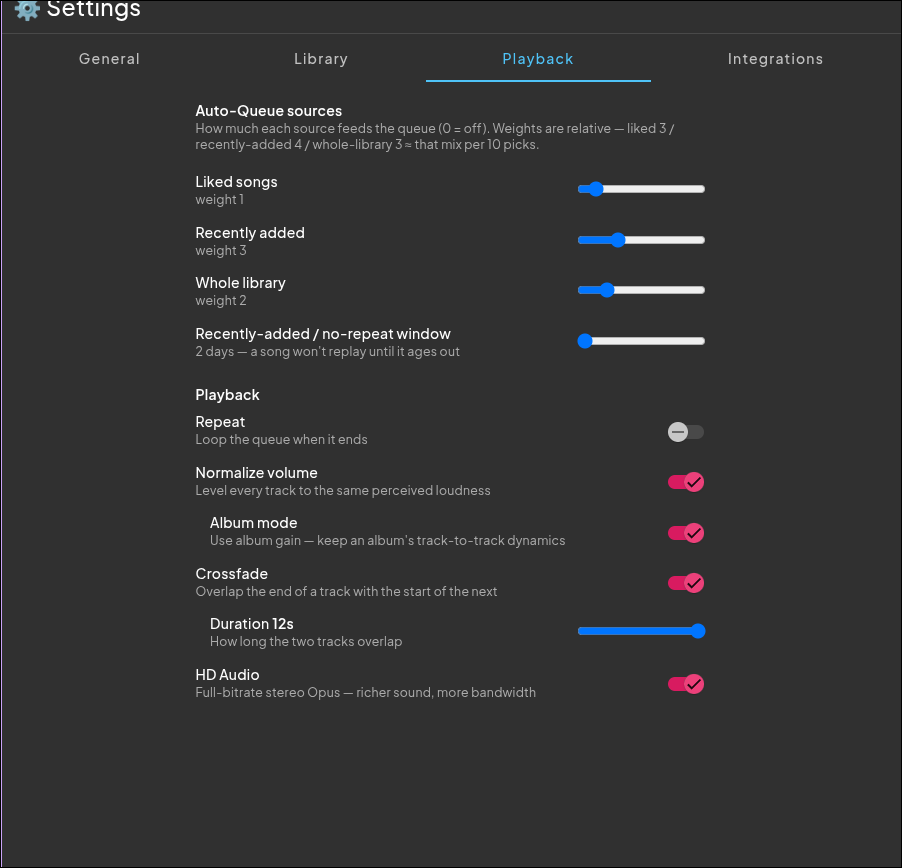 Settings
General
Library
Playback
Integrations
Auto-Queue sources
How much each source feeds the queue (0 = off). Weights are relative — liked 3 /
recently-added 4 / whole-library 3 ≈ that mix per 10 picks.
Liked songs
weight 1
Recently added
weight 3
Whole library
weight 2
Recently-added / no-repeat window
2 days — a song won't replay until it ages out
Playback
Repeat
Loop the queue when it ends
Normalize volume
Level every track to the same perceived loudness
Album mode
Use album gain — keep an album's track-to-track dynamics
Crossfade
Overlap the end of a track with the start of the next
Duration 12s
How long the two tracks overlap
HD Audio
Full-bitrate stereo Opus — richer sound, more bandwidth